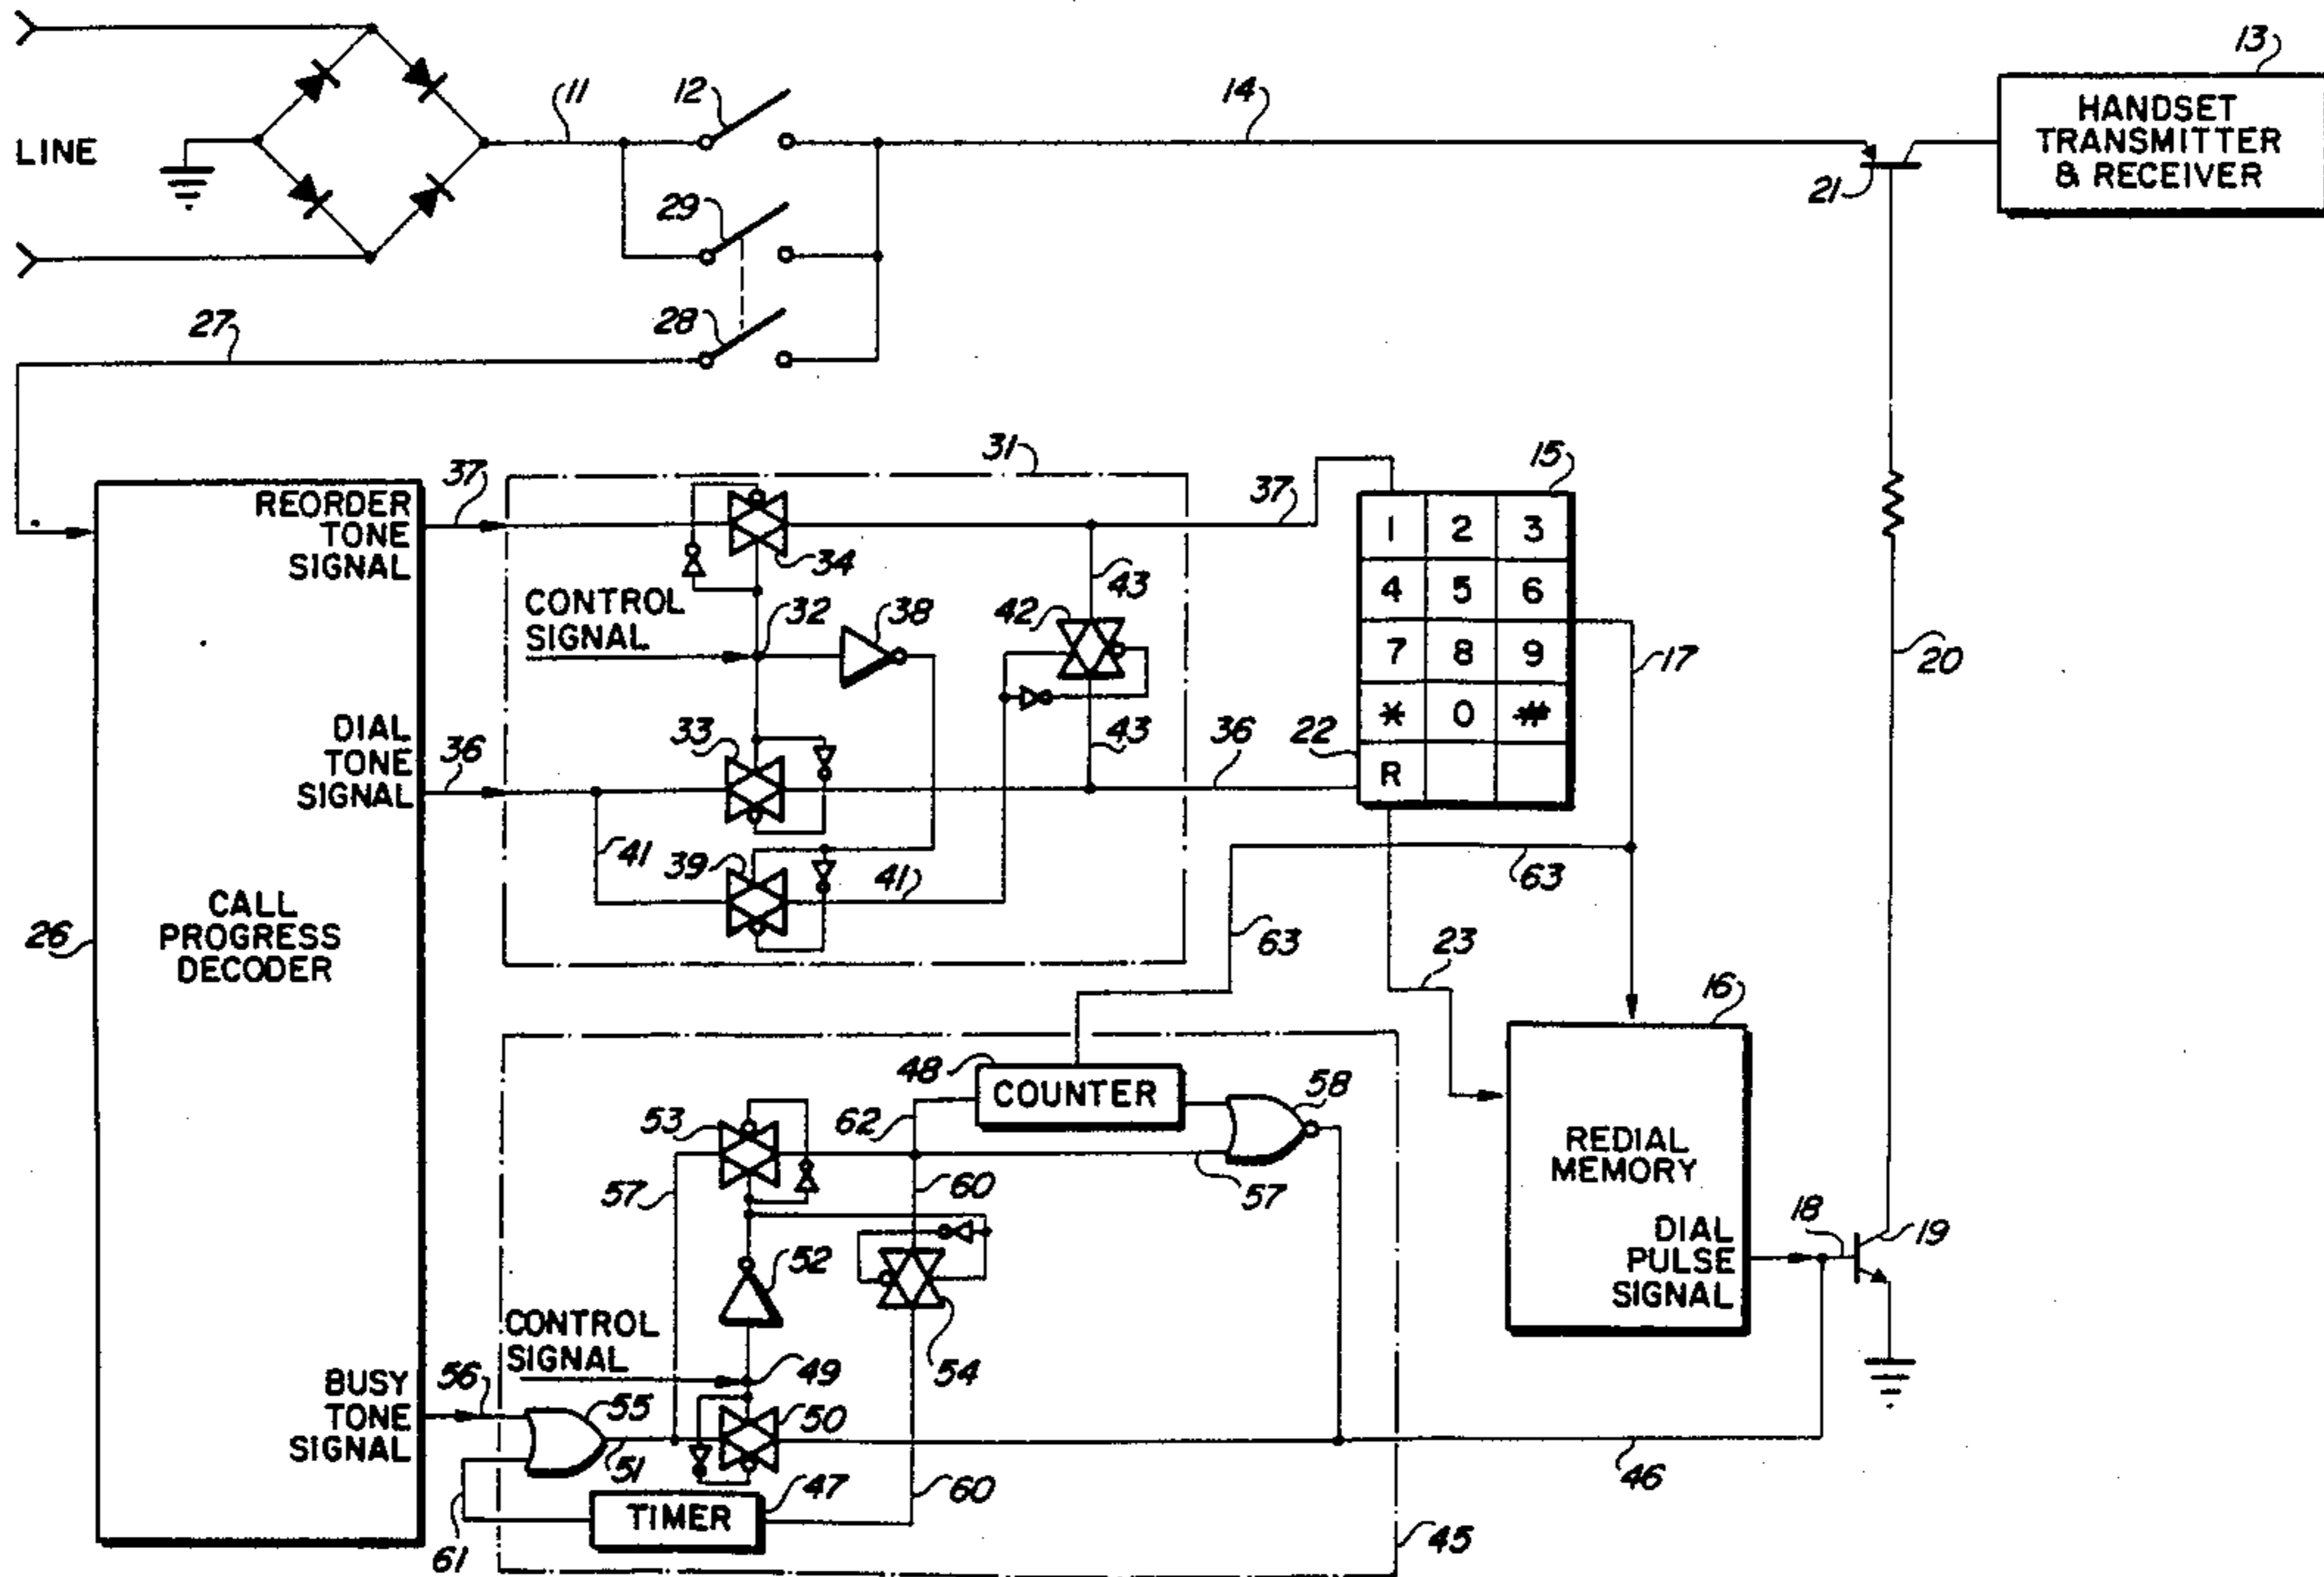 LINE
11
12
14
13
HANDSET
TRANSMITTER
& RECEIVER
21
29
28
27
20
31
15
37
REORDER
TONE
SIGNAL
34
37
1 2 3
4 5 6
7 8 9
* 0 #
R
43
CONTROL
SIGNAL
32
38
42
17
DIAL
TONE
SIGNAL
36
33
43
36
22
41
39
41
63
63
23
CALL
PROGRESS
DECODER
26
16
REDIAL
MEMORY
DIAL
PULSE
SIGNAL
18
19
48
COUNTER
58
53
62
57
60
57
52
54
CONTROL
SIGNAL
49
BUSY
TONE
SIGNAL
56
55
50
51
47
TIMER
60
46
61
45